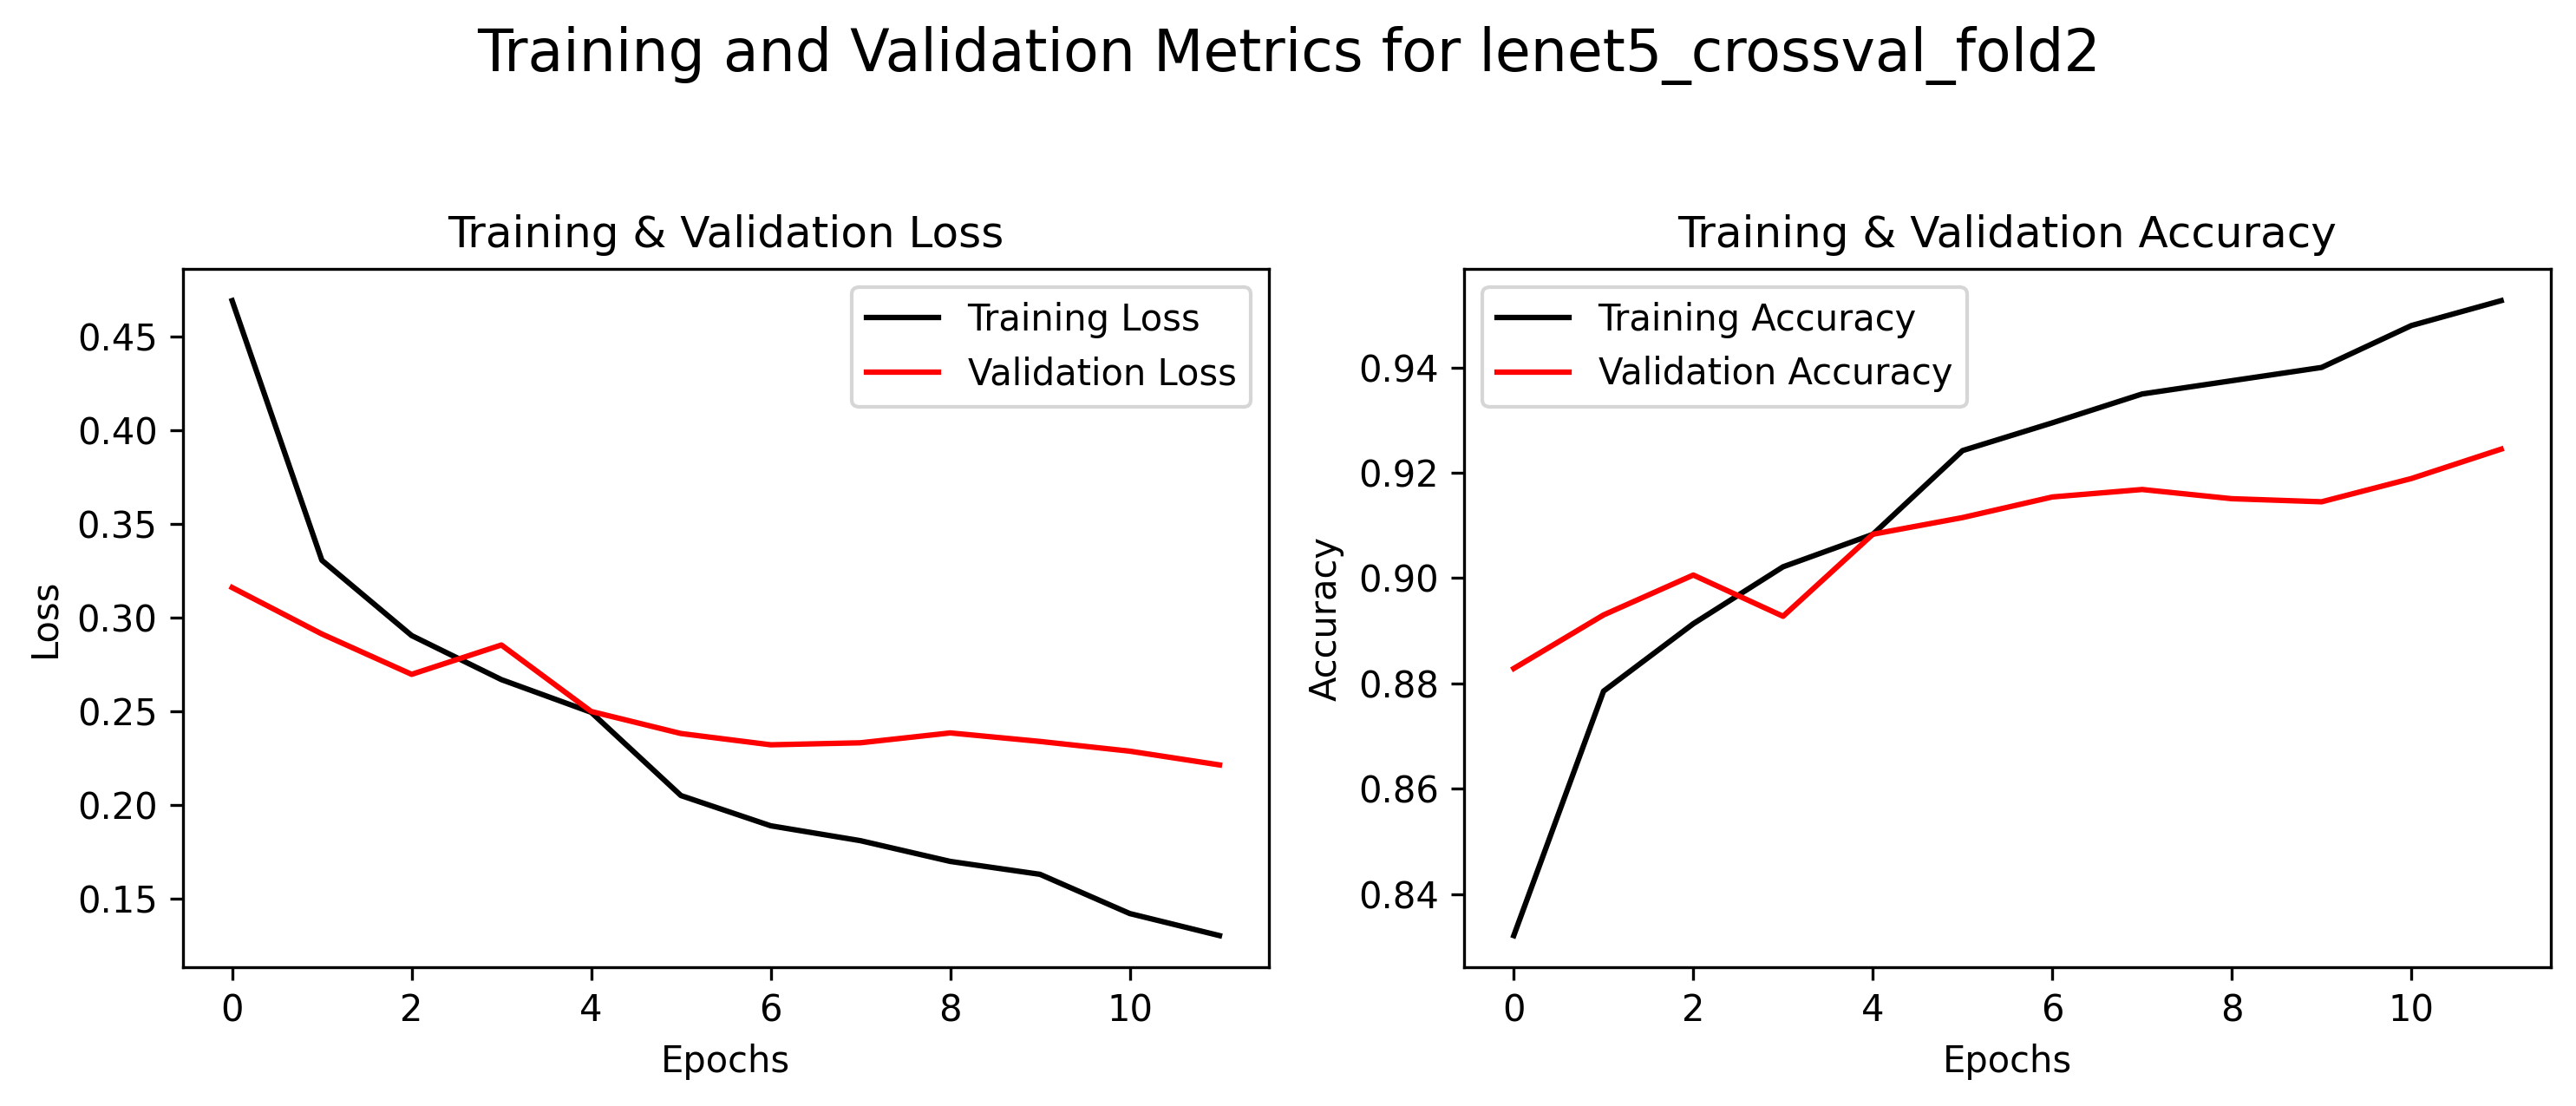 Training and Validation Metrics for lenet5_crossval_fold2
Training & Validation Loss
Training Loss
Validation Loss
0.45
0.40
0.35
0.30
0.25
0.20
0.15
Loss
0 2 4 6 8 10
Epochs
Training & Validation Accuracy
Training Accuracy
Validation Accuracy
0.94
0.92
0.90
0.88
0.86
0.84
Accuracy
0 2 4 6 8 10
Epochs